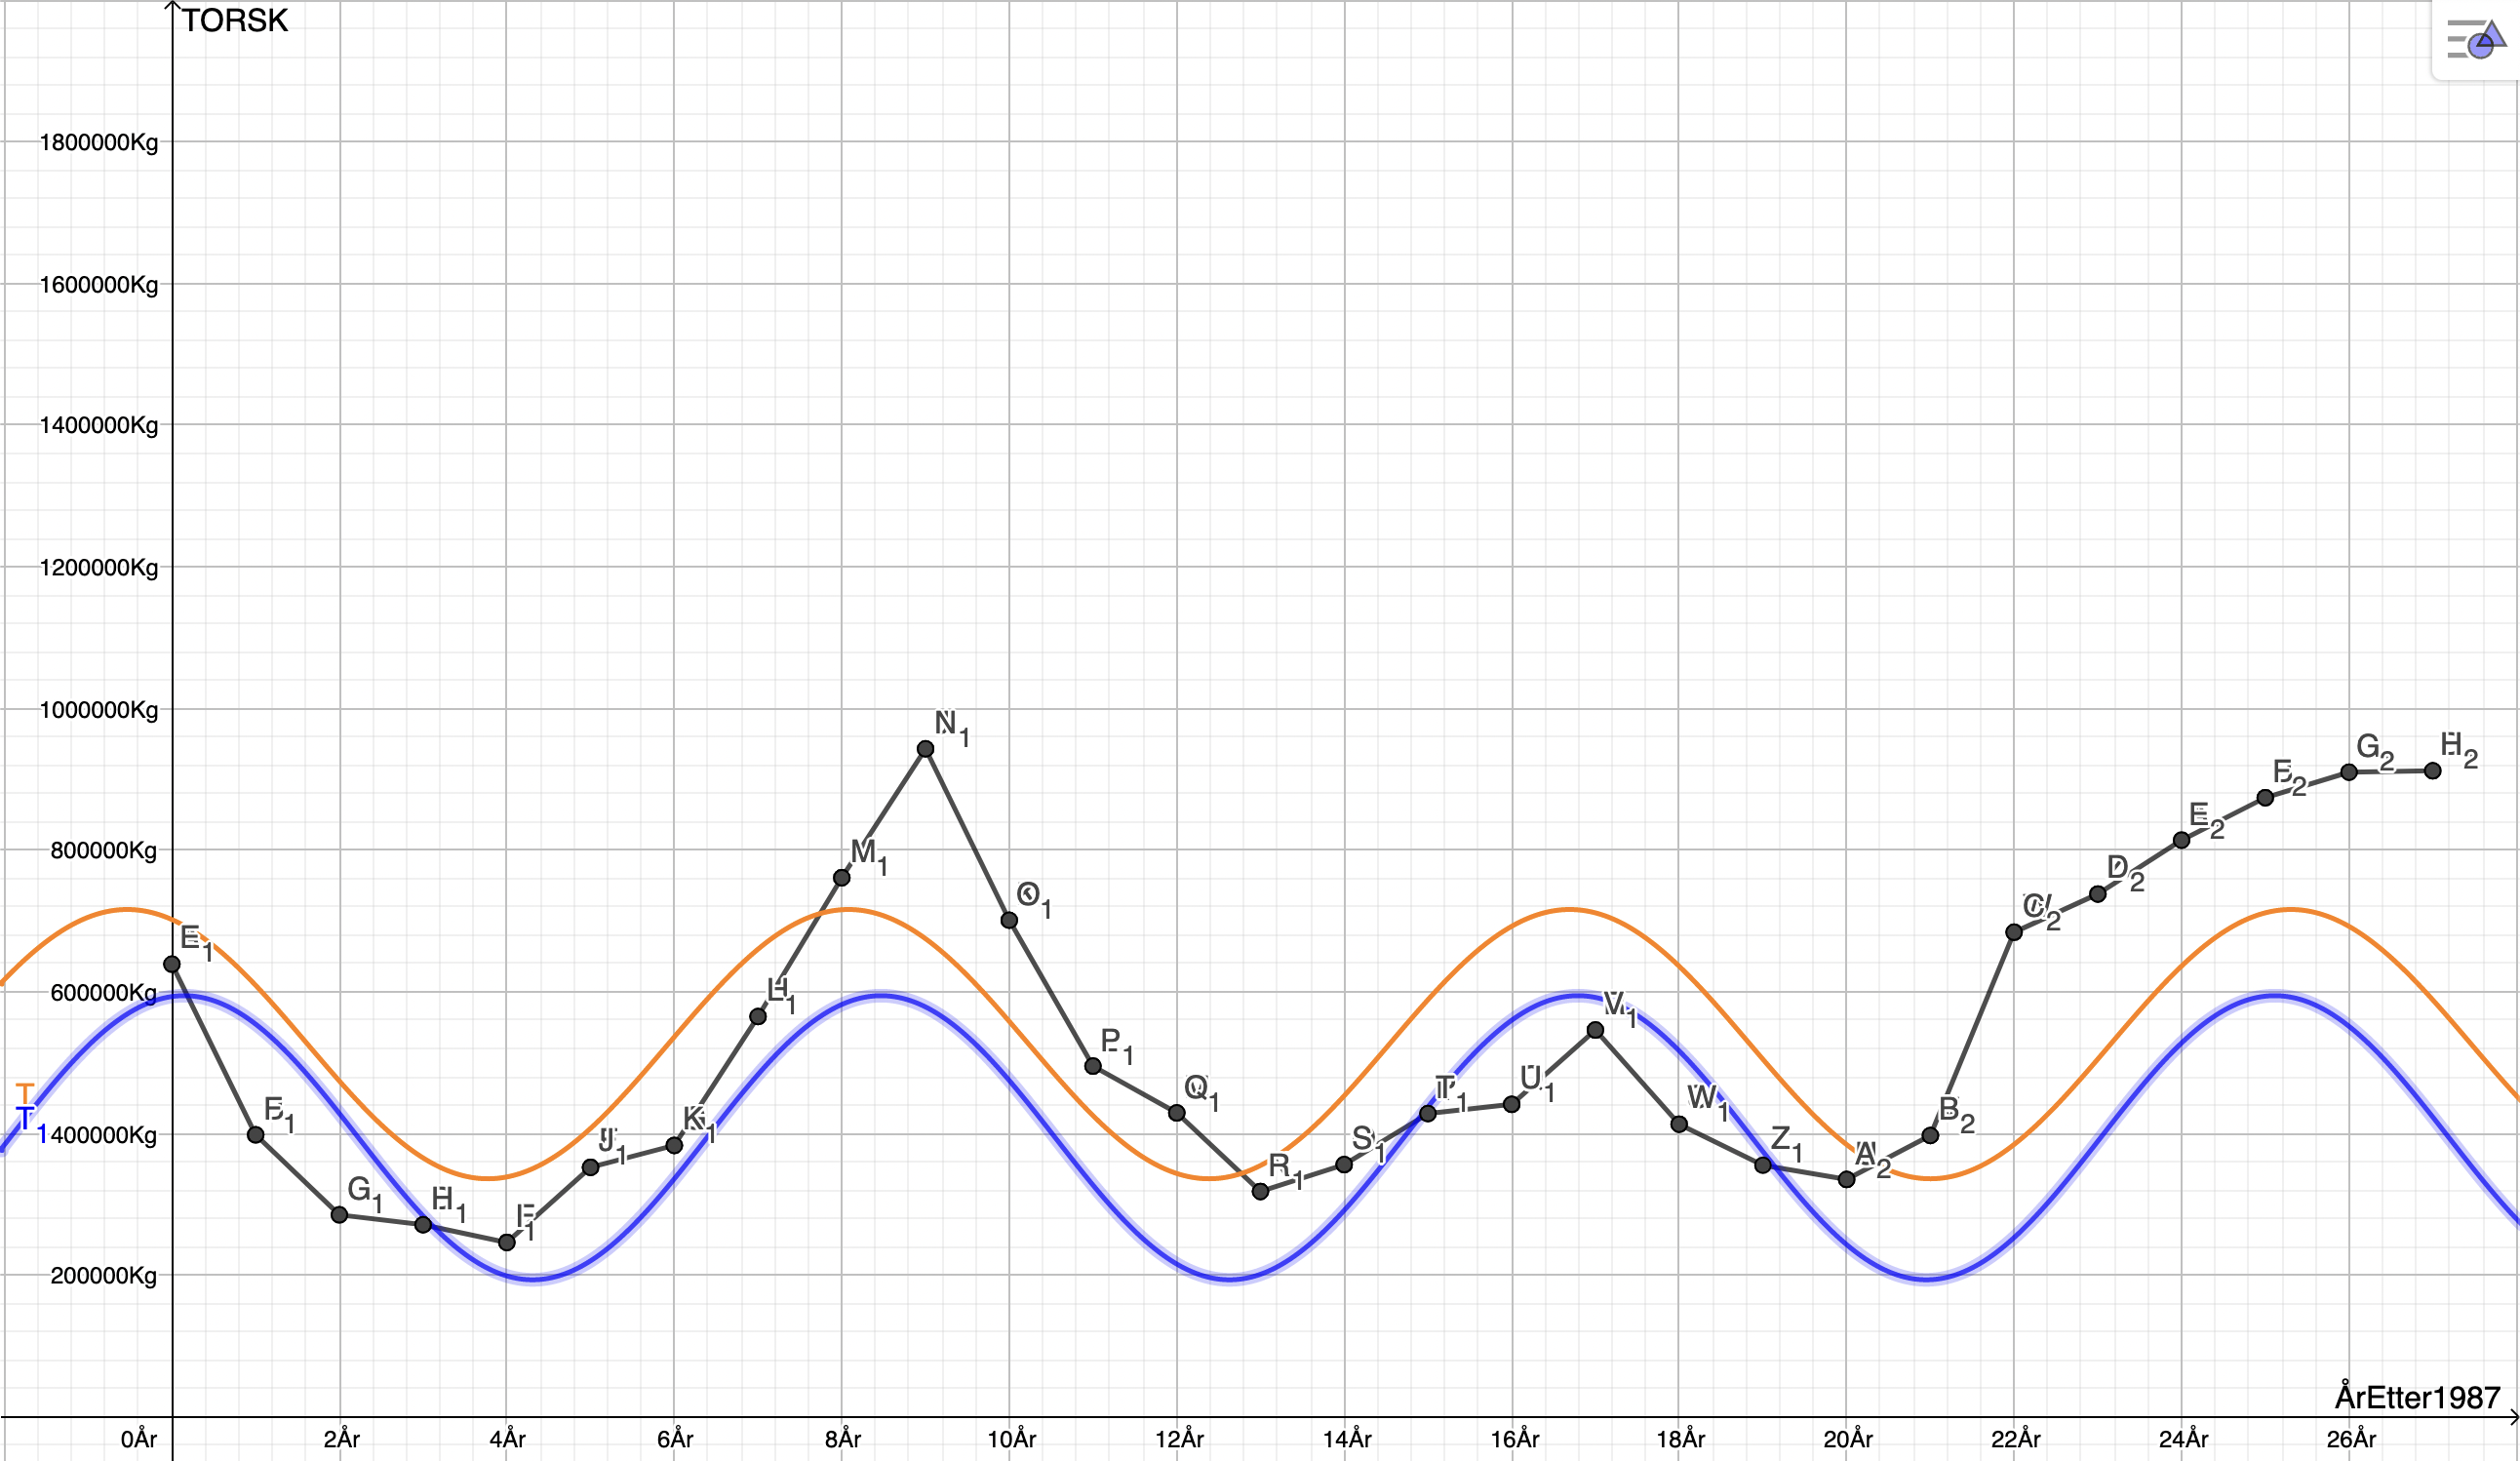 TORSK
1800000Kg
1600000Kg
1400000Kg
1200000Kg
1000000Kg
N₁
G₂
H₂
F₂
E₂
800000Kg
M₁
D₂
O₁
C₂
E₁
600000Kg
L₁
V₁
P₁
T
Q₁
T₁
U₁
W₁
B₂
T₁
F₁
400000Kg
K₁
J₁
S₁
Z₁
A₂
R₁
G₁
H₁
200000Kg
ÅrEtter1987
0År
2År
4År
6År
8År
10År
12År
14År
16År
18År
20År
22År
24År
26År